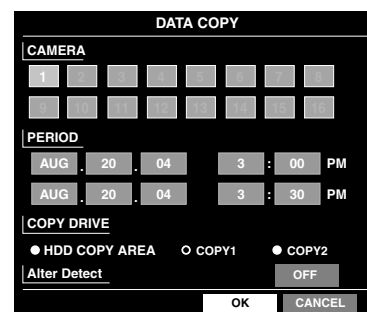 DATA COPY
CAMERA
1 2 3 4 5 6 7 8
9 10 11 12 13 14 15 16
PERIOD
AUG . 20 . 04 3 : 00 PM
AUG . 20 . 04 3 : 30 PM
COPY DRIVE
HDD COPY AREA COPY1 COPY2
Alter Detect OFF
OK CANCEL